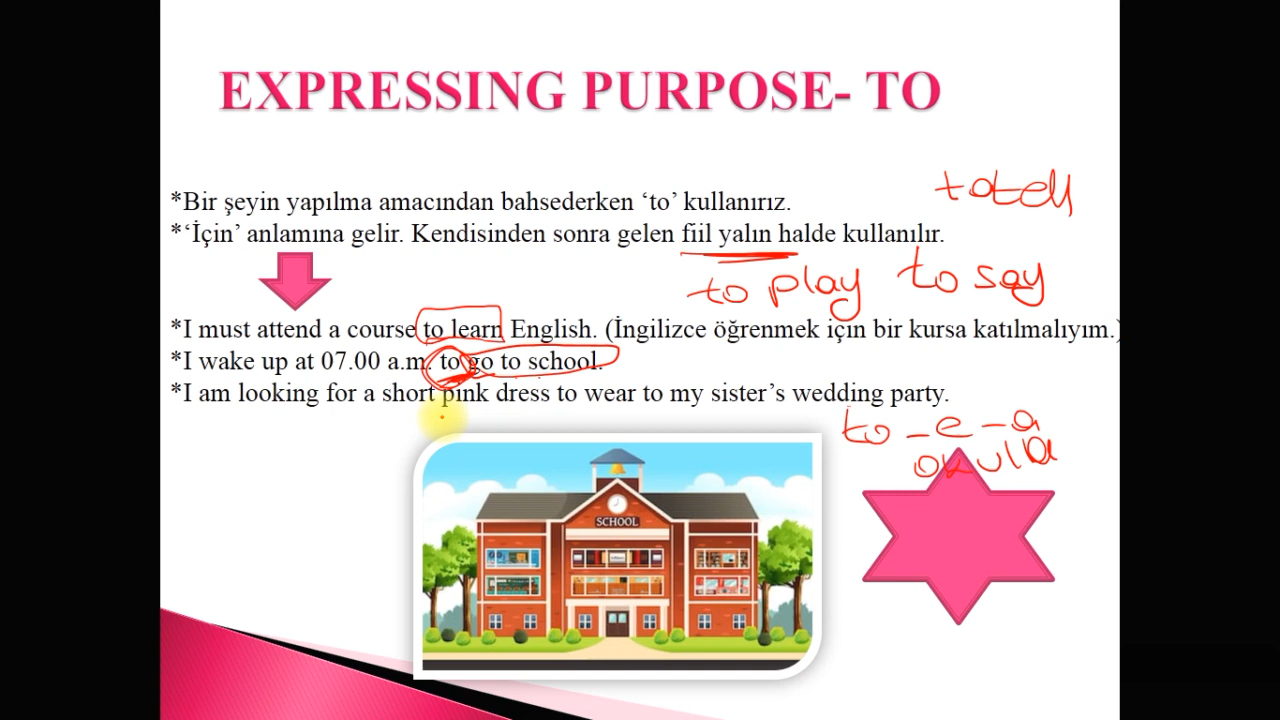 EXPRESSING PURPOSE- TO
*Bir şeyin yapılma amacından bahsederken ‘to’ kullanırız.
to tell
*‘İçin’ anlamına gelir. Kendisinden sonra gelen fiil yalın halde kullanılır.
to play to say
*I must attend a course to learn English. (İngilizce öğrenmek için bir kursa katılmalıyım.)
*I wake up at 07.00 a.m. to go to school.
*I am looking for a short pink dress to wear to my sister’s wedding party.
to -e -a
okula
SCHOOL